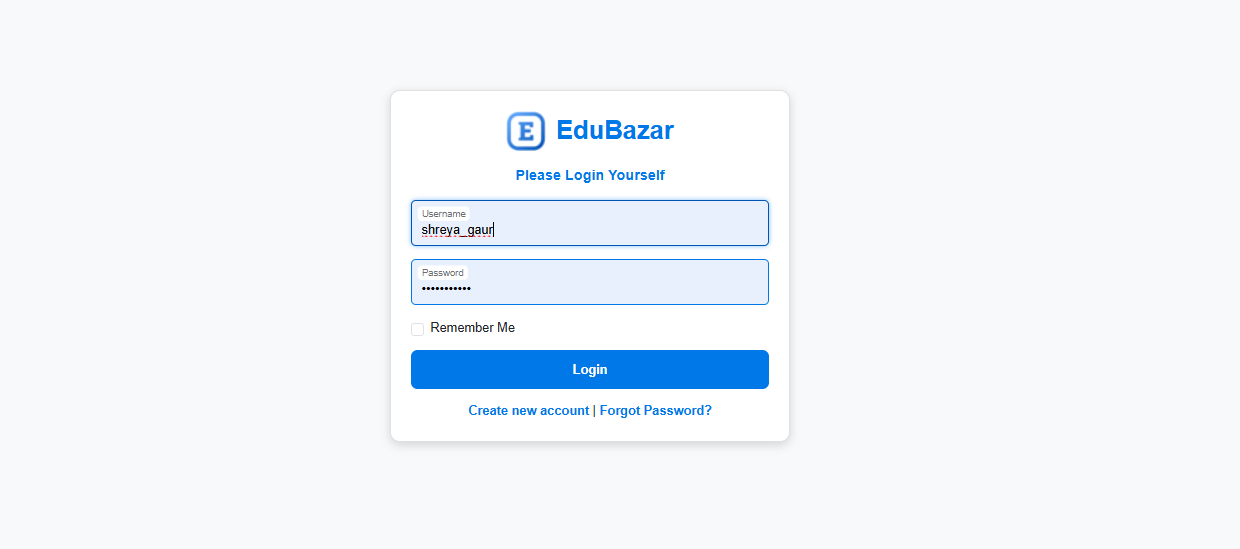 E EduBazar
Please Login Yourself
Username
shreya_gaur
Password
•••••••••••
Remember Me
Login
Create new account | Forgot Password?